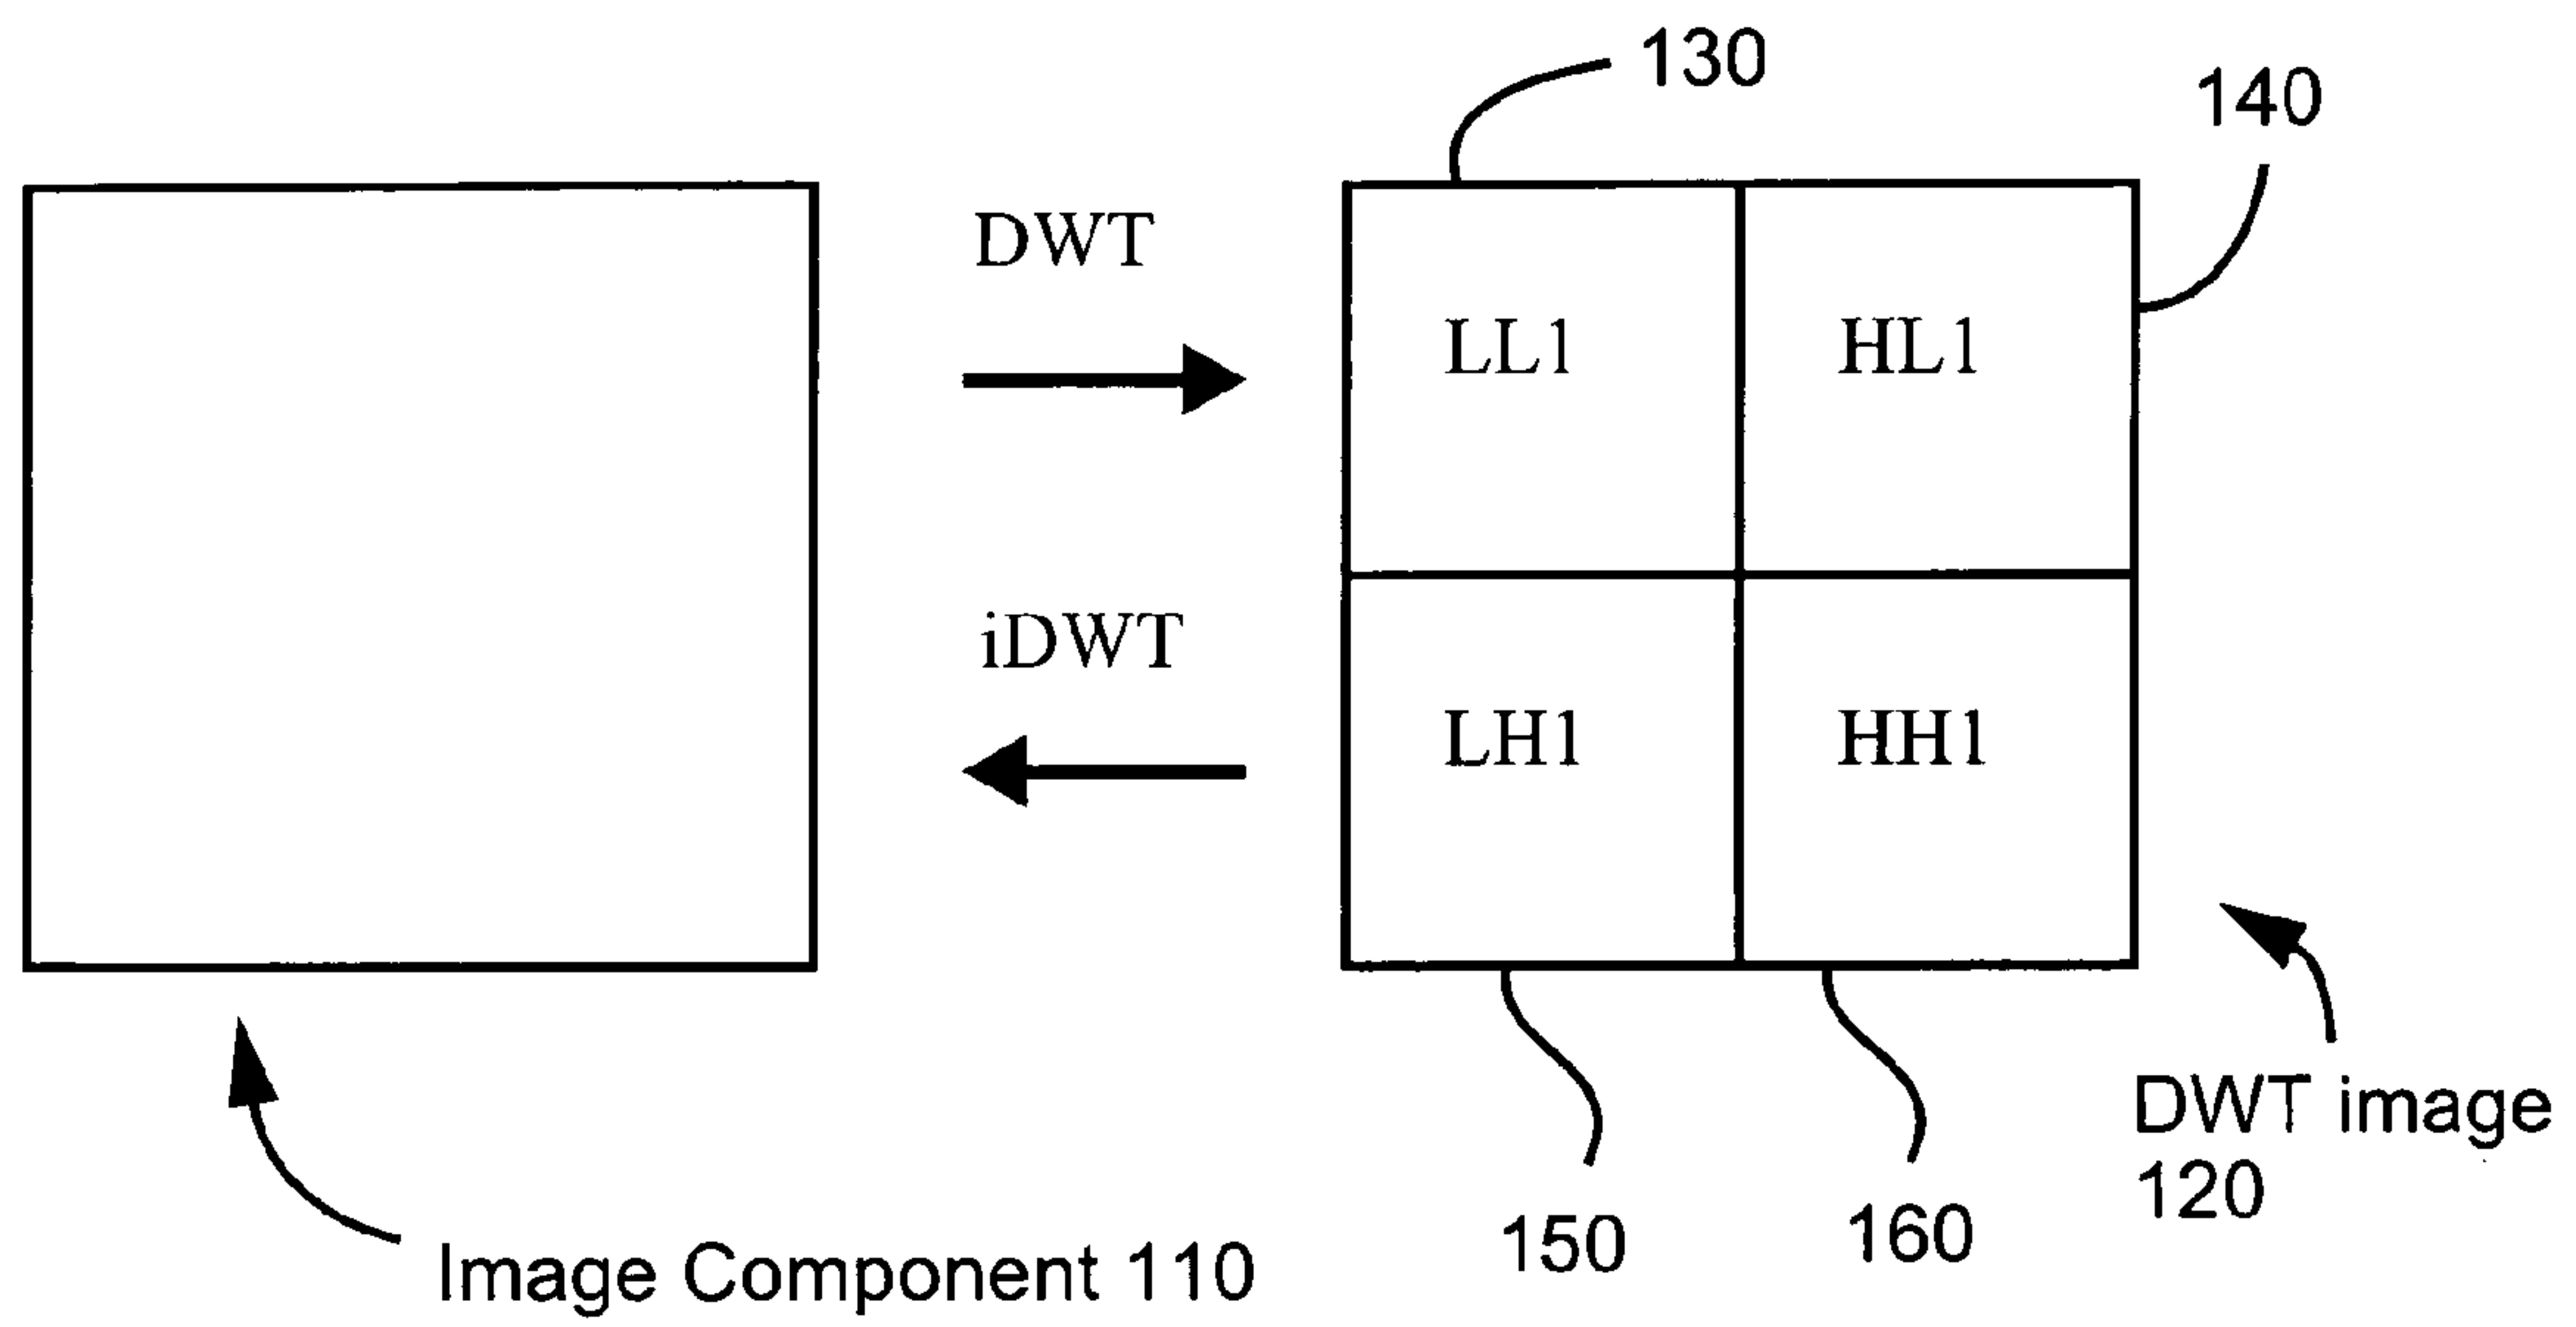 130
140
DWT
LL1
HL1
iDWT
LH1
HH1
DWT image
120
150
160
Image Component 110